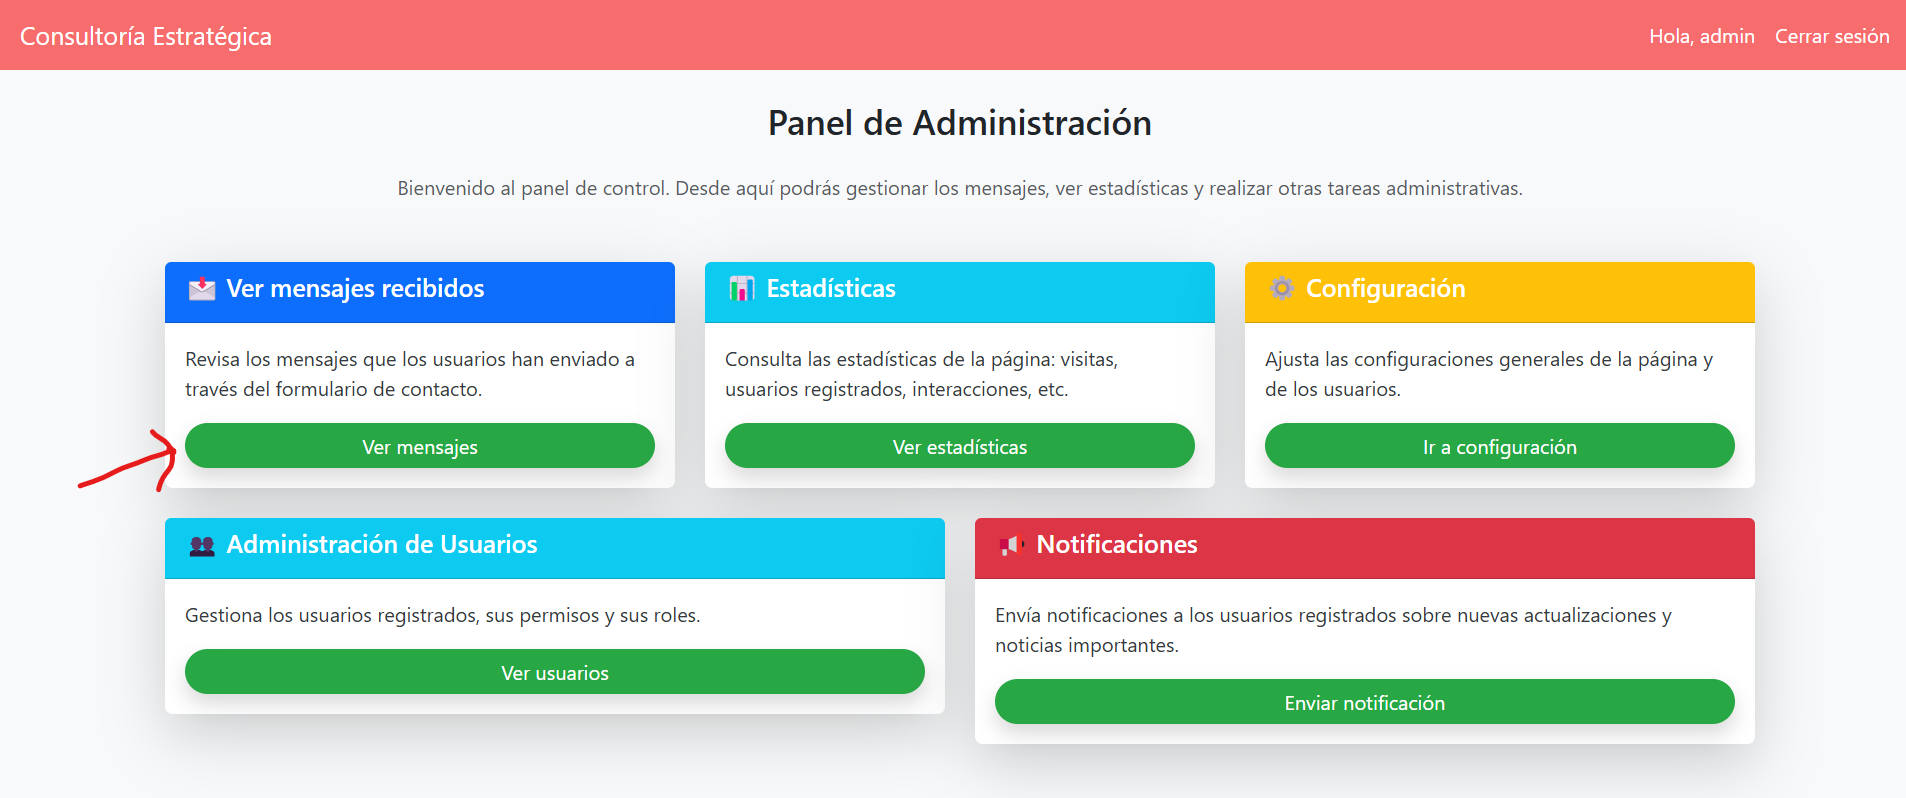 Consultoría Estratégica
Hola, admin
Cerrar sesión
Panel de Administración
Bienvenido al panel de control. Desde aquí podrás gestionar los mensajes, ver estadísticas y realizar otras tareas administrativas.
Ver mensajes recibidos
Revisa los mensajes que los usuarios han enviado a
través del formulario de contacto.
Ver mensajes
Estadísticas
Consulta las estadísticas de la página: visitas,
usuarios registrados, interacciones, etc.
Ver estadísticas
Configuración
Ajusta las configuraciones generales de la página y
de los usuarios.
Ir a configuración
Administración de Usuarios
Gestiona los usuarios registrados, sus permisos y sus roles.
Ver usuarios
Notificaciones
Envía notificaciones a los usuarios registrados sobre nuevas actualizaciones y
noticias importantes.
Enviar notificación